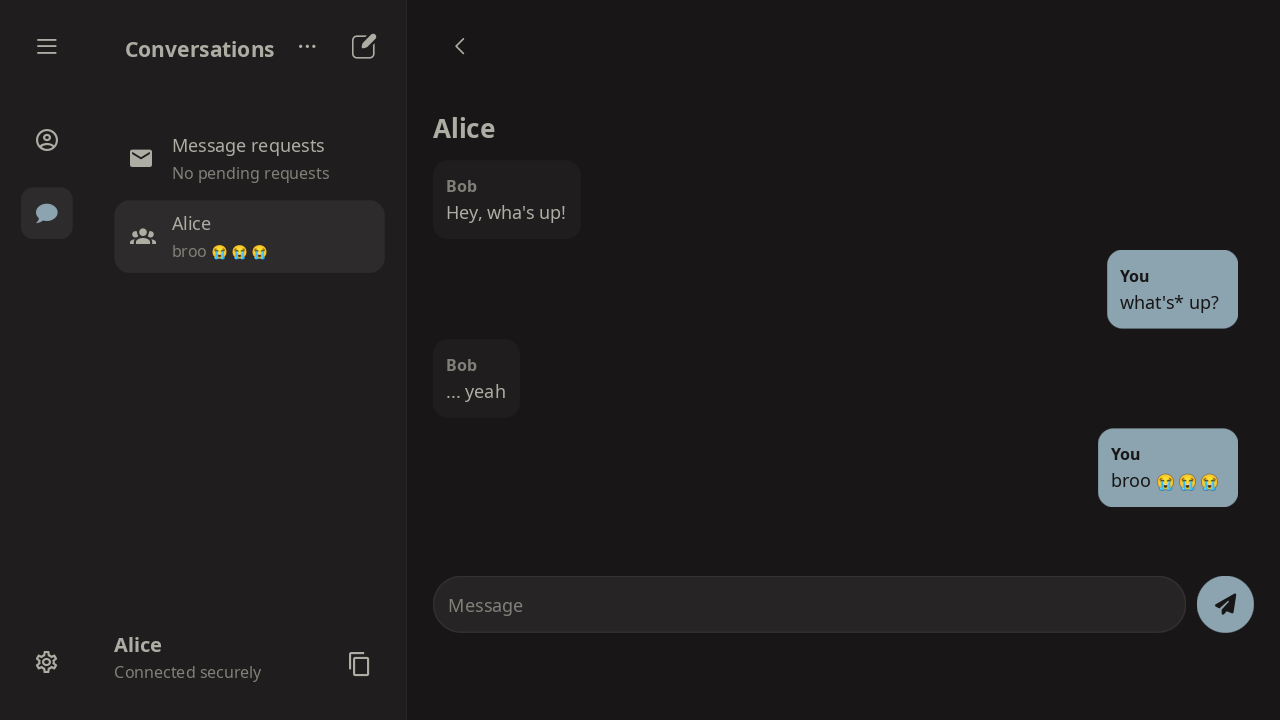 Conversations
Message requests
No pending requests
Alice
broo 😭 😭 😭
Alice
Connected securely
Alice
Bob
Hey, wha's up!
You
what's* up?
Bob
... yeah
You
broo 😭 😭 😭
Message